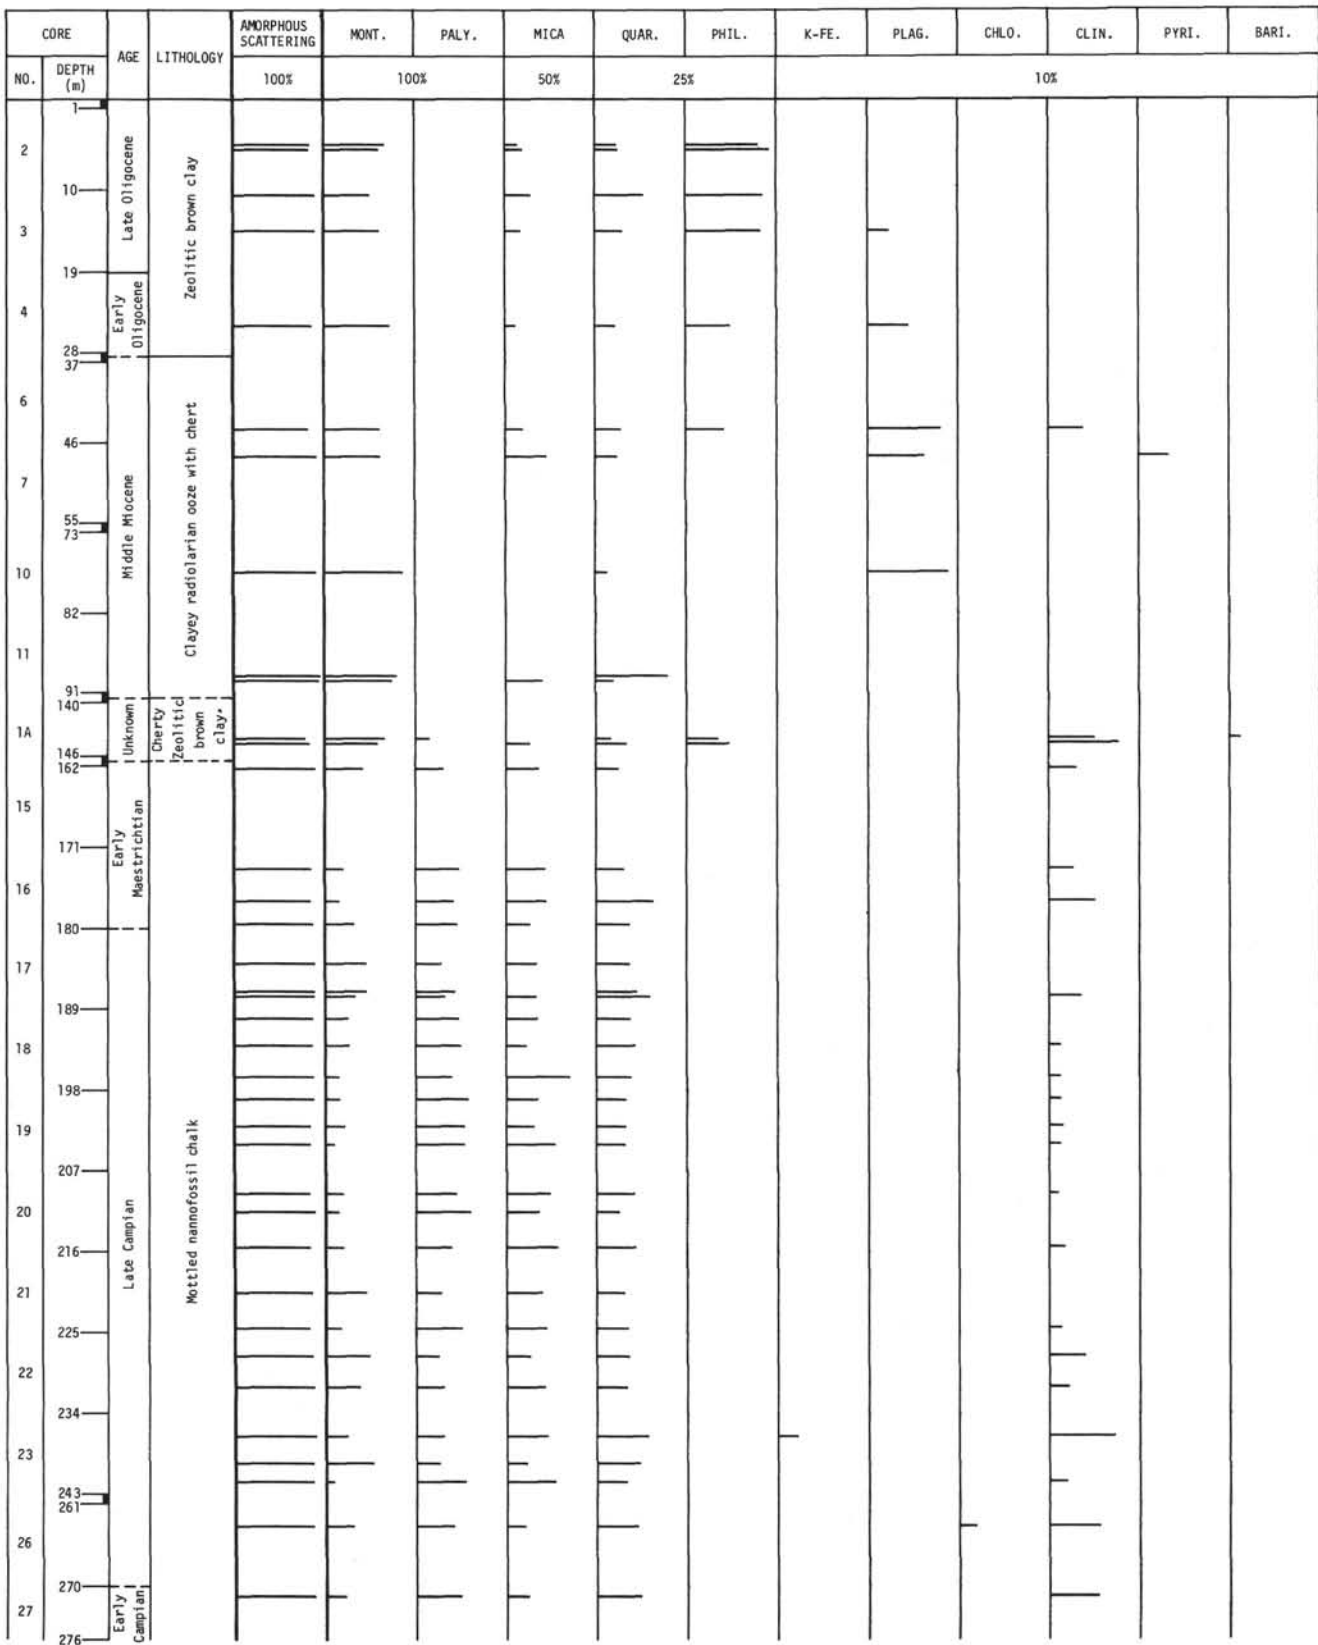 CORE
AGE
LITHOLOGY
AMORPHOUS
SCATTERING
MONT.
PALY.
MICA
QUAR.
PHIL.
K-FE.
PLAG.
CHLO.
CLIN.
PYRI.
BARI.
NO.
DEPTH
(m)
100%
100%
50%
25%
10%
1
2
10
3
19
4
28
37
6
46
7
55
73
10
82
11
91
140
1A
146
162
15
171
16
180
17
189
18
198
19
207
20
216
21
225
22
234
23
243
261
26
270
27
276
Late Oligocene
Early
Oligocene
Middle Miocene
Unknown
Early
Maestrichtian
Late Campian
Early
Campian
Zeolitic brown clay
Clayey radiolarian ooze with chert
Cherty
Zeolitic
brown
clay.
Mottled nannofossil chalk